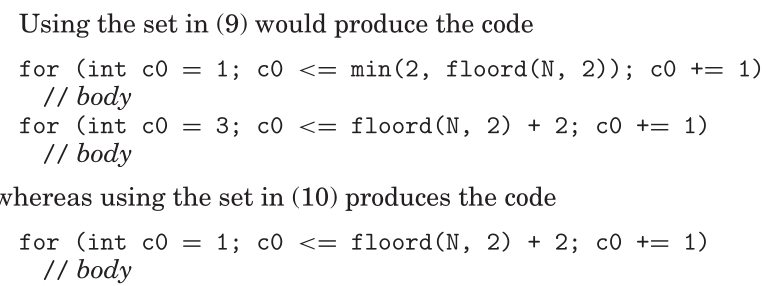 Using the set in (9) would produce the code
for (int c0 = 1; c0 <= min(2, floord(N, 2)); c0 += 1)
// body
for (int c0 = 3; c0 <= floord(N, 2) + 2; c0 += 1)
// body
whereas using the set in (10) produces the code
for (int c0 = 1; c0 <= floord(N, 2) + 2; c0 += 1)
// body